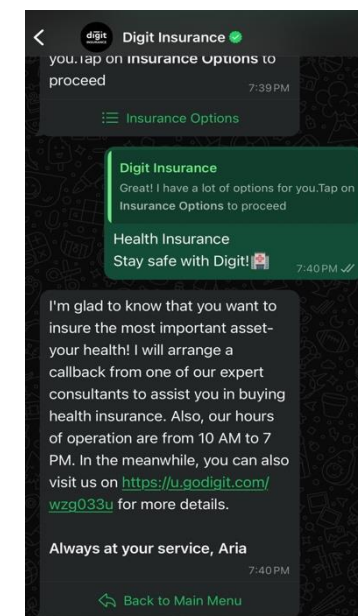 digit
INSURANCE
Digit Insurance
you.Tap on Insurance Options to
proceed
7:39 PM
Insurance Options
Digit Insurance
Great! I have a lot of options for you.Tap on
Insurance Options to proceed
Health Insurance
Stay safe with Digit!🏥
7:40 PM
I'm glad to know that you want to
insure the most important asset-
your health! I will arrange a
callback from one of our expert
consultants to assist you in buying
health insurance. Also, our hours
of operation are from 10 AM to 7
PM. In the meanwhile, you can also
visit us on https://u.godigit.com/
wzg033u for more details.
Always at your service, Aria
7:40 PM
Back to Main Menu